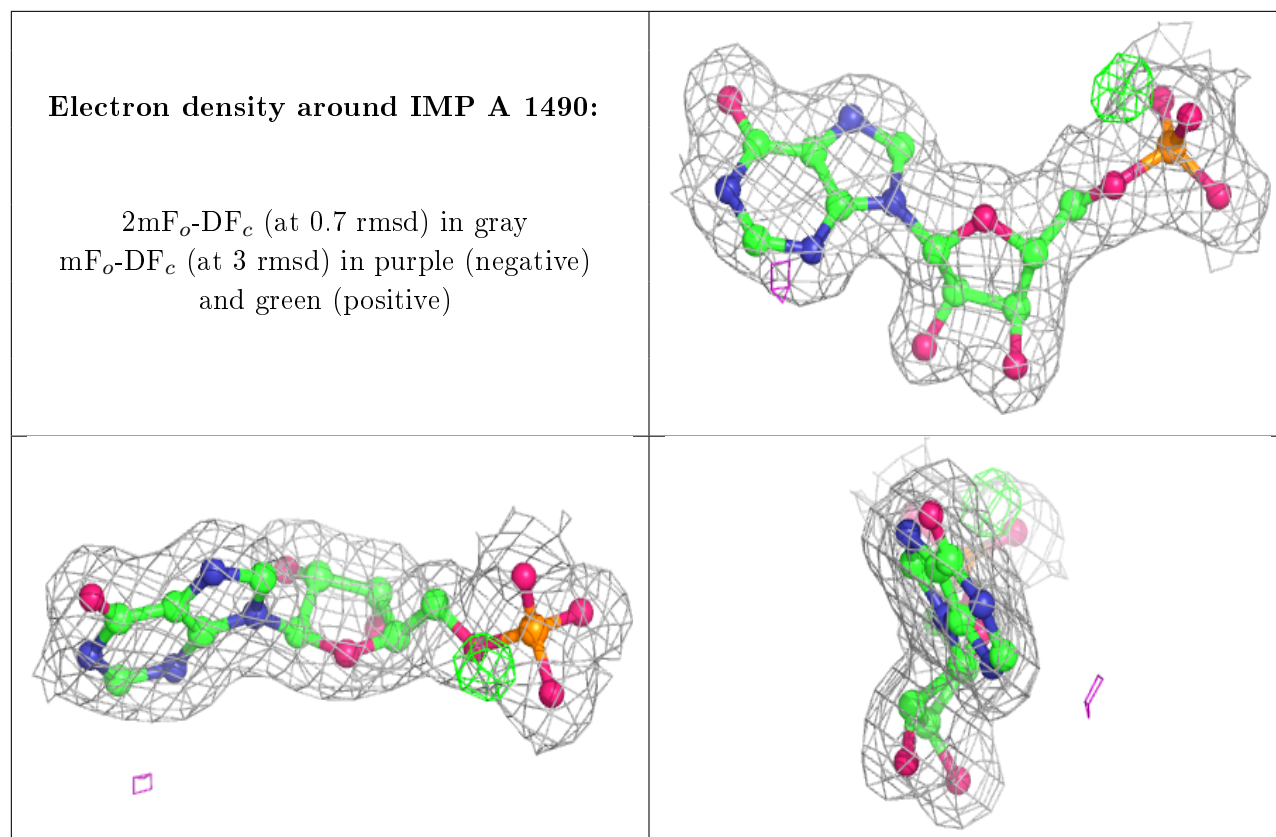 Electron density around IMP A 1490:
2mFo-DFc (at 0.7 rmsd) in gray
mFo-DFc (at 3 rmsd) in purple (negative)
and green (positive)